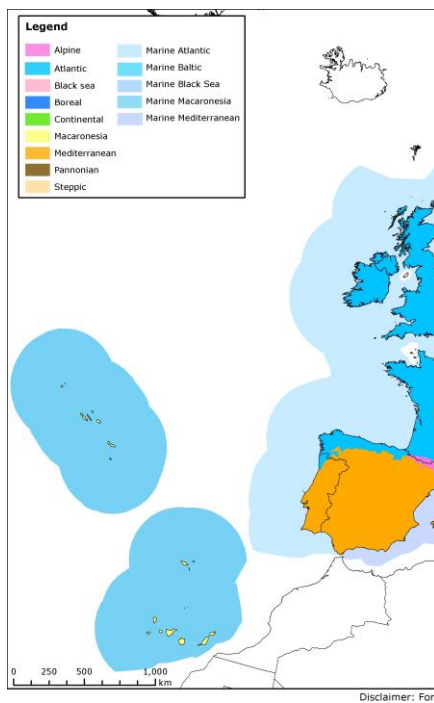 Legend
Alpine
Atlantic
Black sea
Boreal
Continental
Macaronesia
Mediterranean
Pannonian
Steppic
Marine Atlantic
Marine Baltic
Marine Black Sea
Marine Macaronesia
Marine Mediterranean
0 250 500 1,000
km
Disclaimer: For